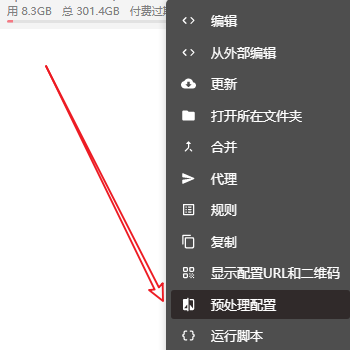 用 8.3GB 总 301.4GB 付费过期
编辑
从外部编辑
更新
打开所在文件夹
合并
代理
规则
复制
显示配置URL和二维码
预处理配置
运行脚本